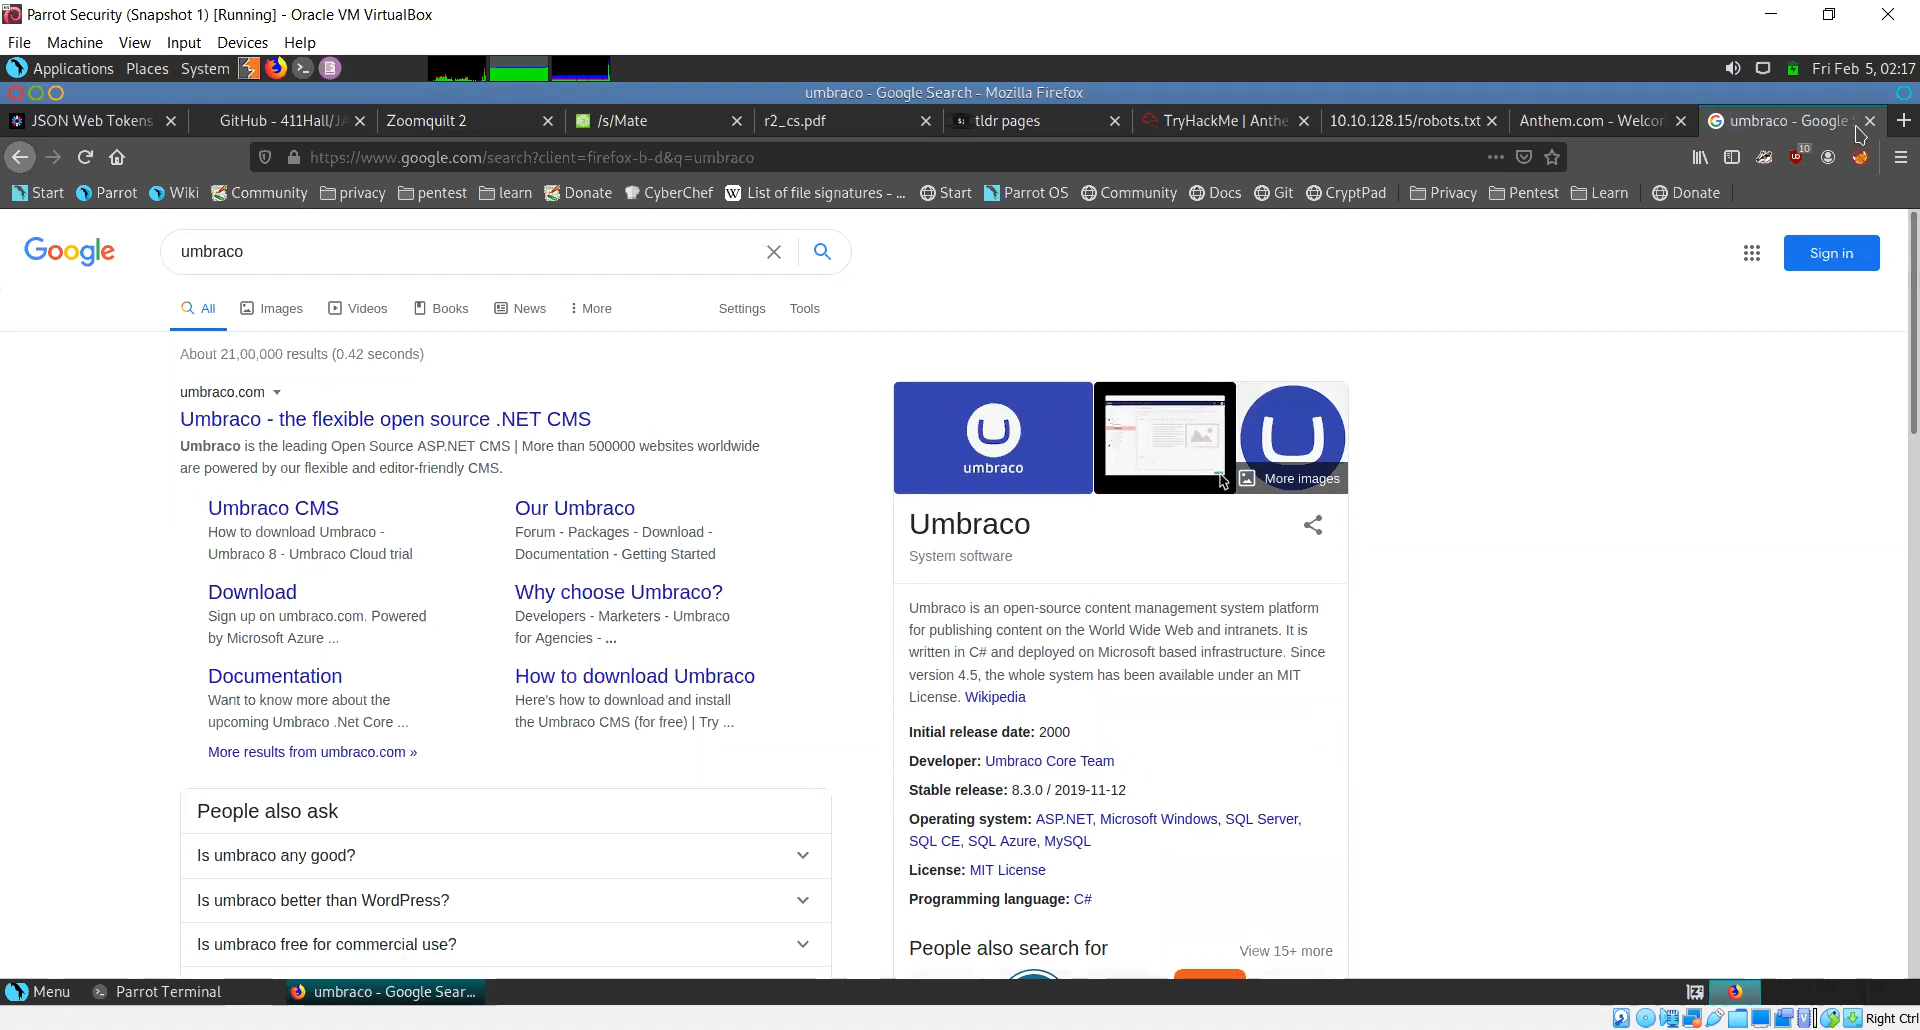 Parrot Security (Snapshot 1) [Running] - Oracle VM VirtualBox
File Machine View Input Devices Help
Applications Places System Fri Feb 5, 02:17
umbraco - Google Search - Mozilla Firefox
JSON Web Tokens GitHub - 411Hall/JA Zoomquilt 2 /s/Mate r2_cs.pdf $: tldr pages TryHackMe | Anthe 10.10.128.15/robots.txt Anthem.com - Welcor umbraco - Google
https://www.google.com/search?client=firefox-b-d&q=umbraco 10
Start Parrot Wiki Community privacy pentest learn Donate CyberChef W List of file signatures - ... Start Parrot OS Community Docs Git CryptPad Privacy Pentest Learn Donate
Google umbraco Sign in
All Images Videos Books News More Settings Tools
About 21,00,000 results (0.42 seconds)
umbraco.com
Umbraco - the flexible open source .NET CMS
Umbraco is the leading Open Source ASP.NET CMS | More than 500000 websites worldwide
are powered by our flexible and editor-friendly CMS.
Umbraco CMS
How to download Umbraco -
Umbraco 8 - Umbraco Cloud trial
Our Umbraco
Forum - Packages - Download -
Documentation - Getting Started
Download
Sign up on umbraco.com. Powered
by Microsoft Azure ...
Why choose Umbraco?
Developers - Marketers - Umbraco
for Agencies - ...
Documentation
Want to know more about the
upcoming Umbraco .Net Core ...
How to download Umbraco
Here's how to download and install
the Umbraco CMS (for free) | Try ...
More results from umbraco.com »
People also ask
Is umbraco any good?
Is umbraco better than WordPress?
Is umbraco free for commercial use?
umbraco
More images
Umbraco
System software
Umbraco is an open-source content management system platform
for publishing content on the World Wide Web and intranets. It is
written in C# and deployed on Microsoft based infrastructure. Since
version 4.5, the whole system has been available under an MIT
License. Wikipedia
Initial release date: 2000
Developer: Umbraco Core Team
Stable release: 8.3.0 / 2019-11-12
Operating system: ASP.NET, Microsoft Windows, SQL Server,
SQL CE, SQL Azure, MySQL
License: MIT License
Programming language: C#
People also search for View 15+ more
Menu Parrot Terminal umbraco - Google Sear...
Right Ctrl